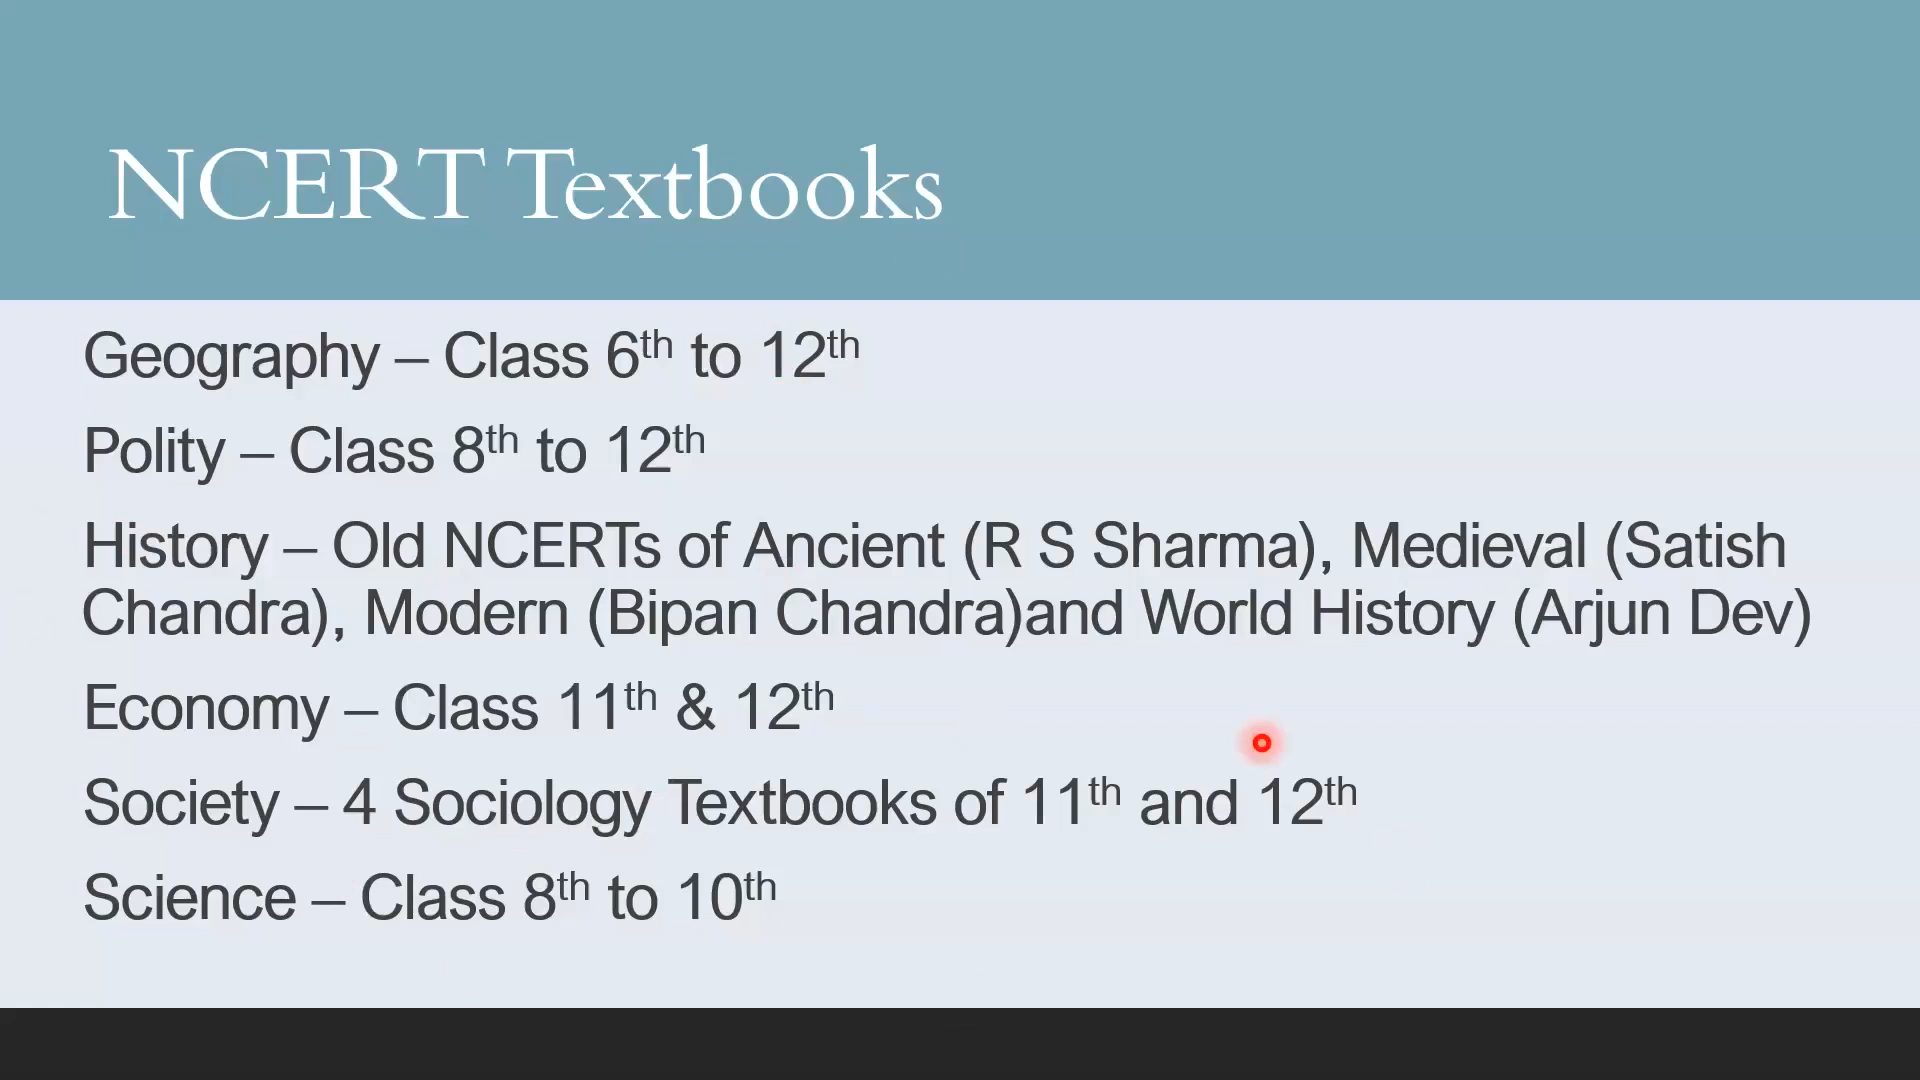 NCERT Textbooks
Geography – Class 6th to 12th
Polity – Class 8th to 12th
History – Old NCERTs of Ancient (R S Sharma), Medieval (Satish
Chandra), Modern (Bipan Chandra)and World History (Arjun Dev)
Economy – Class 11th & 12th
Society – 4 Sociology Textbooks of 11th and 12th
Science – Class 8th to 10th